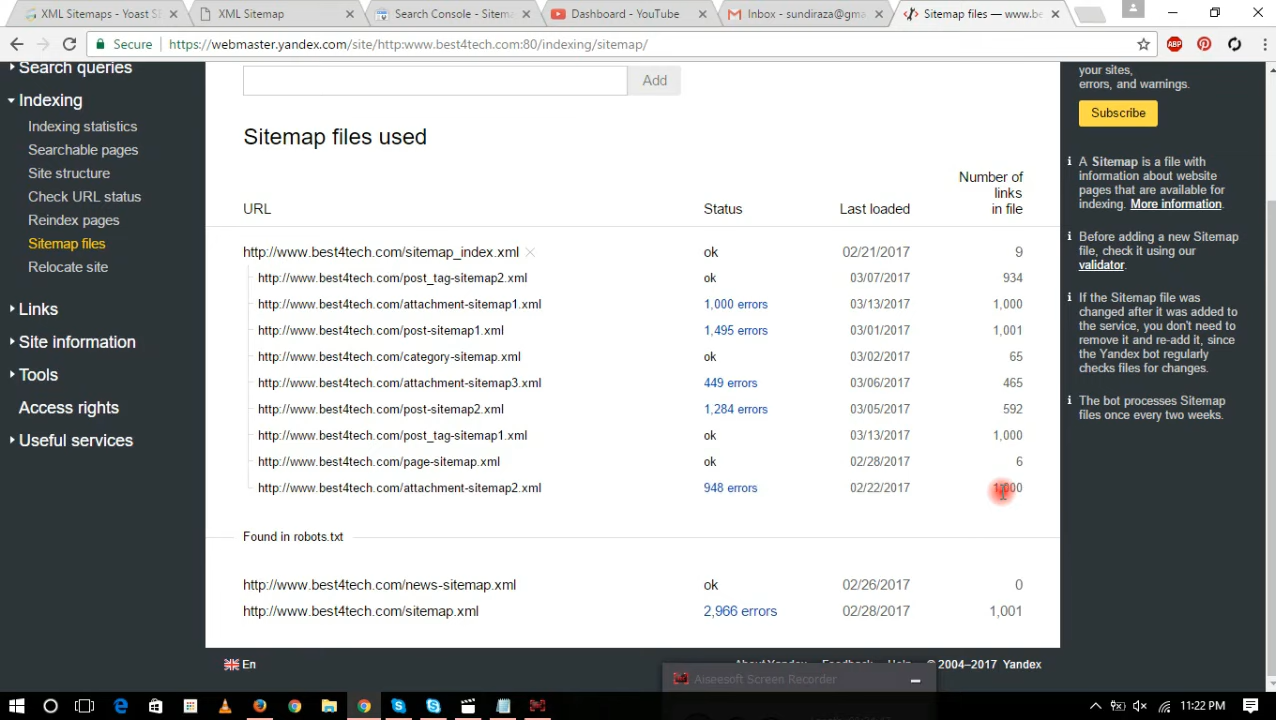 XML Sitemaps - Yoast S
XML Sitemap
Search Console - Sitema
Dashboard - YouTube
Inbox - sundiraza@gma
Sitemap files — www.be
Secure
https://webmaster.yandex.com/site/http:www.best4tech.com:80/indexing/sitemap/
ABP
Search queries
Indexing
Indexing statistics
Searchable pages
Site structure
Check URL status
Reindex pages
Sitemap files
Relocate site
Links
Site information
Tools
Access rights
Useful services
Add
Sitemap files used
URL Status Last loaded Number of
links
in file
http://www.best4tech.com/sitemap_index.xml ok 02/21/2017 9
http://www.best4tech.com/post_tag-sitemap2.xml ok 03/07/2017 934
http://www.best4tech.com/attachment-sitemap1.xml 1,000 errors 03/13/2017 1,000
http://www.best4tech.com/post-sitemap1.xml 1,495 errors 03/01/2017 1,001
http://www.best4tech.com/category-sitemap.xml ok 03/02/2017 65
http://www.best4tech.com/attachment-sitemap3.xml 449 errors 03/06/2017 465
http://www.best4tech.com/post-sitemap2.xml 1,284 errors 03/05/2017 592
http://www.best4tech.com/post_tag-sitemap1.xml ok 03/13/2017 1,000
http://www.best4tech.com/page-sitemap.xml ok 02/28/2017 6
http://www.best4tech.com/attachment-sitemap2.xml 948 errors 02/22/2017 1,000
Found in robots.txt
http://www.best4tech.com/news-sitemap.xml ok 02/26/2017 0
http://www.best4tech.com/sitemap.xml 2,966 errors 02/28/2017 1,001
your sites,
errors, and warnings.
Subscribe
A Sitemap is a file with
information about website
pages that are available for
indexing. More information.
Before adding a new Sitemap
file, check it using our
validator.
If the Sitemap file was
changed after it was added to
the service, you don't need to
remove it and re-add it, since
the Yandex bot regularly
checks files for changes.
The bot processes Sitemap
files once every two weeks.
En
About Yandex Feedback Help © 2004–2017 Yandex
Aiseesoft Screen Recorder
11:22 PM